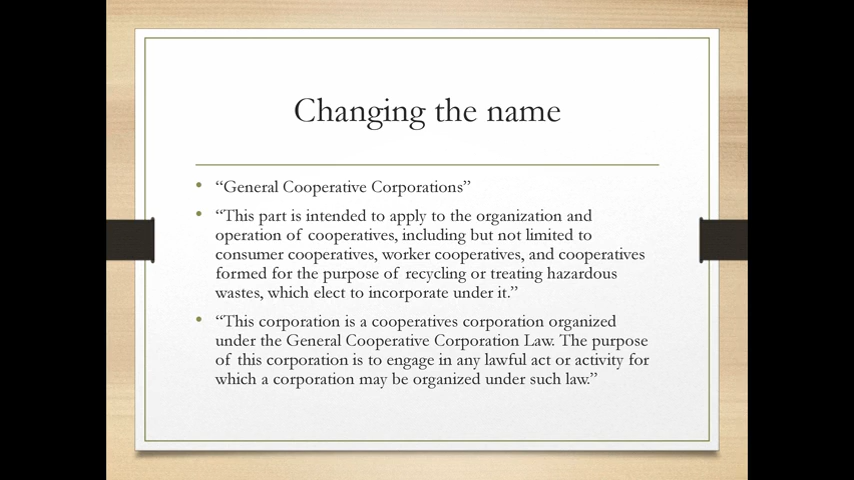 Changing the name
• “General Cooperative Corporations”
• “This part is intended to apply to the organization and
operation of cooperatives, including but not limited to
consumer cooperatives, worker cooperatives, and cooperatives
formed for the purpose of recycling or treating hazardous
wastes, which elect to incorporate under it.”
• “This corporation is a cooperatives corporation organized
under the General Cooperative Corporation Law. The purpose
of this corporation is to engage in any lawful act or activity for
which a corporation may be organized under such law.”